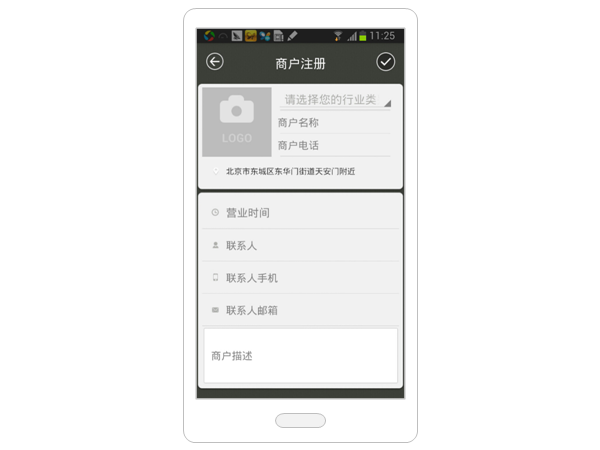 11:25
商户注册
请选择您的行业类
LOGO
商户名称
商户电话
北京市东城区东华门街道天安门附近
营业时间
联系人
联系人手机
联系人邮箱
商户描述